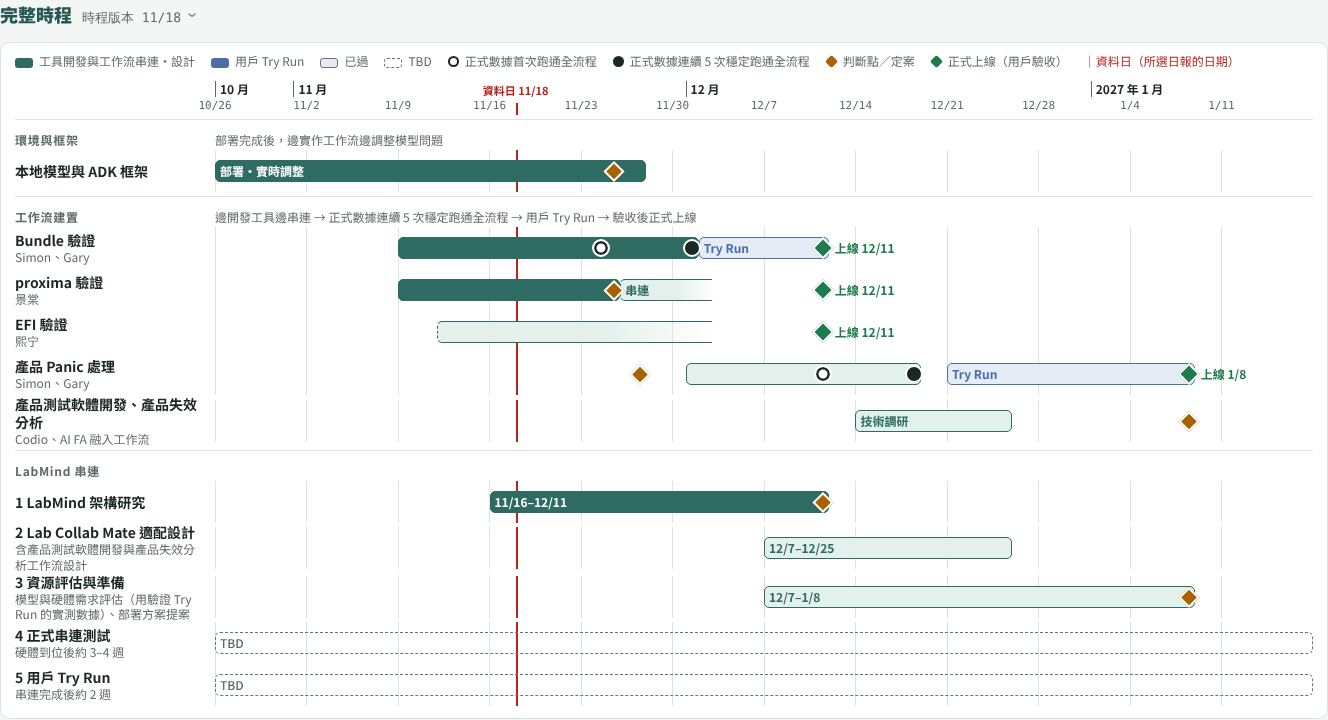 完整時程 時程版本 11/18
工具開發與工作流串連・設計 用戶 Try Run 已過 TBD 正式數據首次跑通全流程 正式數據連續 5 次穩定跑通全流程 判斷點／定案 正式上線（用戶驗收） 資料日（所選日報的日期）
10 月 11 月 資料日 11/18 12 月 2027 年 1 月
10/26 11/2 11/9 11/16 11/23 11/30 12/7 12/14 12/21 12/28 1/4 1/11
環境與框架 部署完成後，邊實作工作流邊調整模型問題
本地模型與 ADK 框架 部署・實時調整
工作流建置 邊開發工具邊串連 → 正式數據連續 5 次穩定跑通全流程 → 用戶 Try Run → 驗收後正式上線
Bundle 驗證 Try Run 上線 12/11
Simon、Gary
proxima 驗證 串連 上線 12/11
景棠
EFI 驗證 上線 12/11
熙宁
產品 Panic 處理 Try Run 上線 1/8
Simon、Gary
產品測試軟體開發、產品失效
分析 技術調研
Codio、AI FA 融入工作流
LabMind 串連
1 LabMind 架構研究 11/16–12/11
2 Lab Collab Mate 適配設計 12/7–12/25
含產品測試軟體開發與產品失效分
析工作流設計
3 資源評估與準備 12/7–1/8
模型與硬體需求評估（用驗證 Try
Run 的實測數據）、部署方案提案
4 正式串連測試 TBD
硬體到位後約 3–4 週
5 用戶 Try Run TBD
串連完成後約 2 週